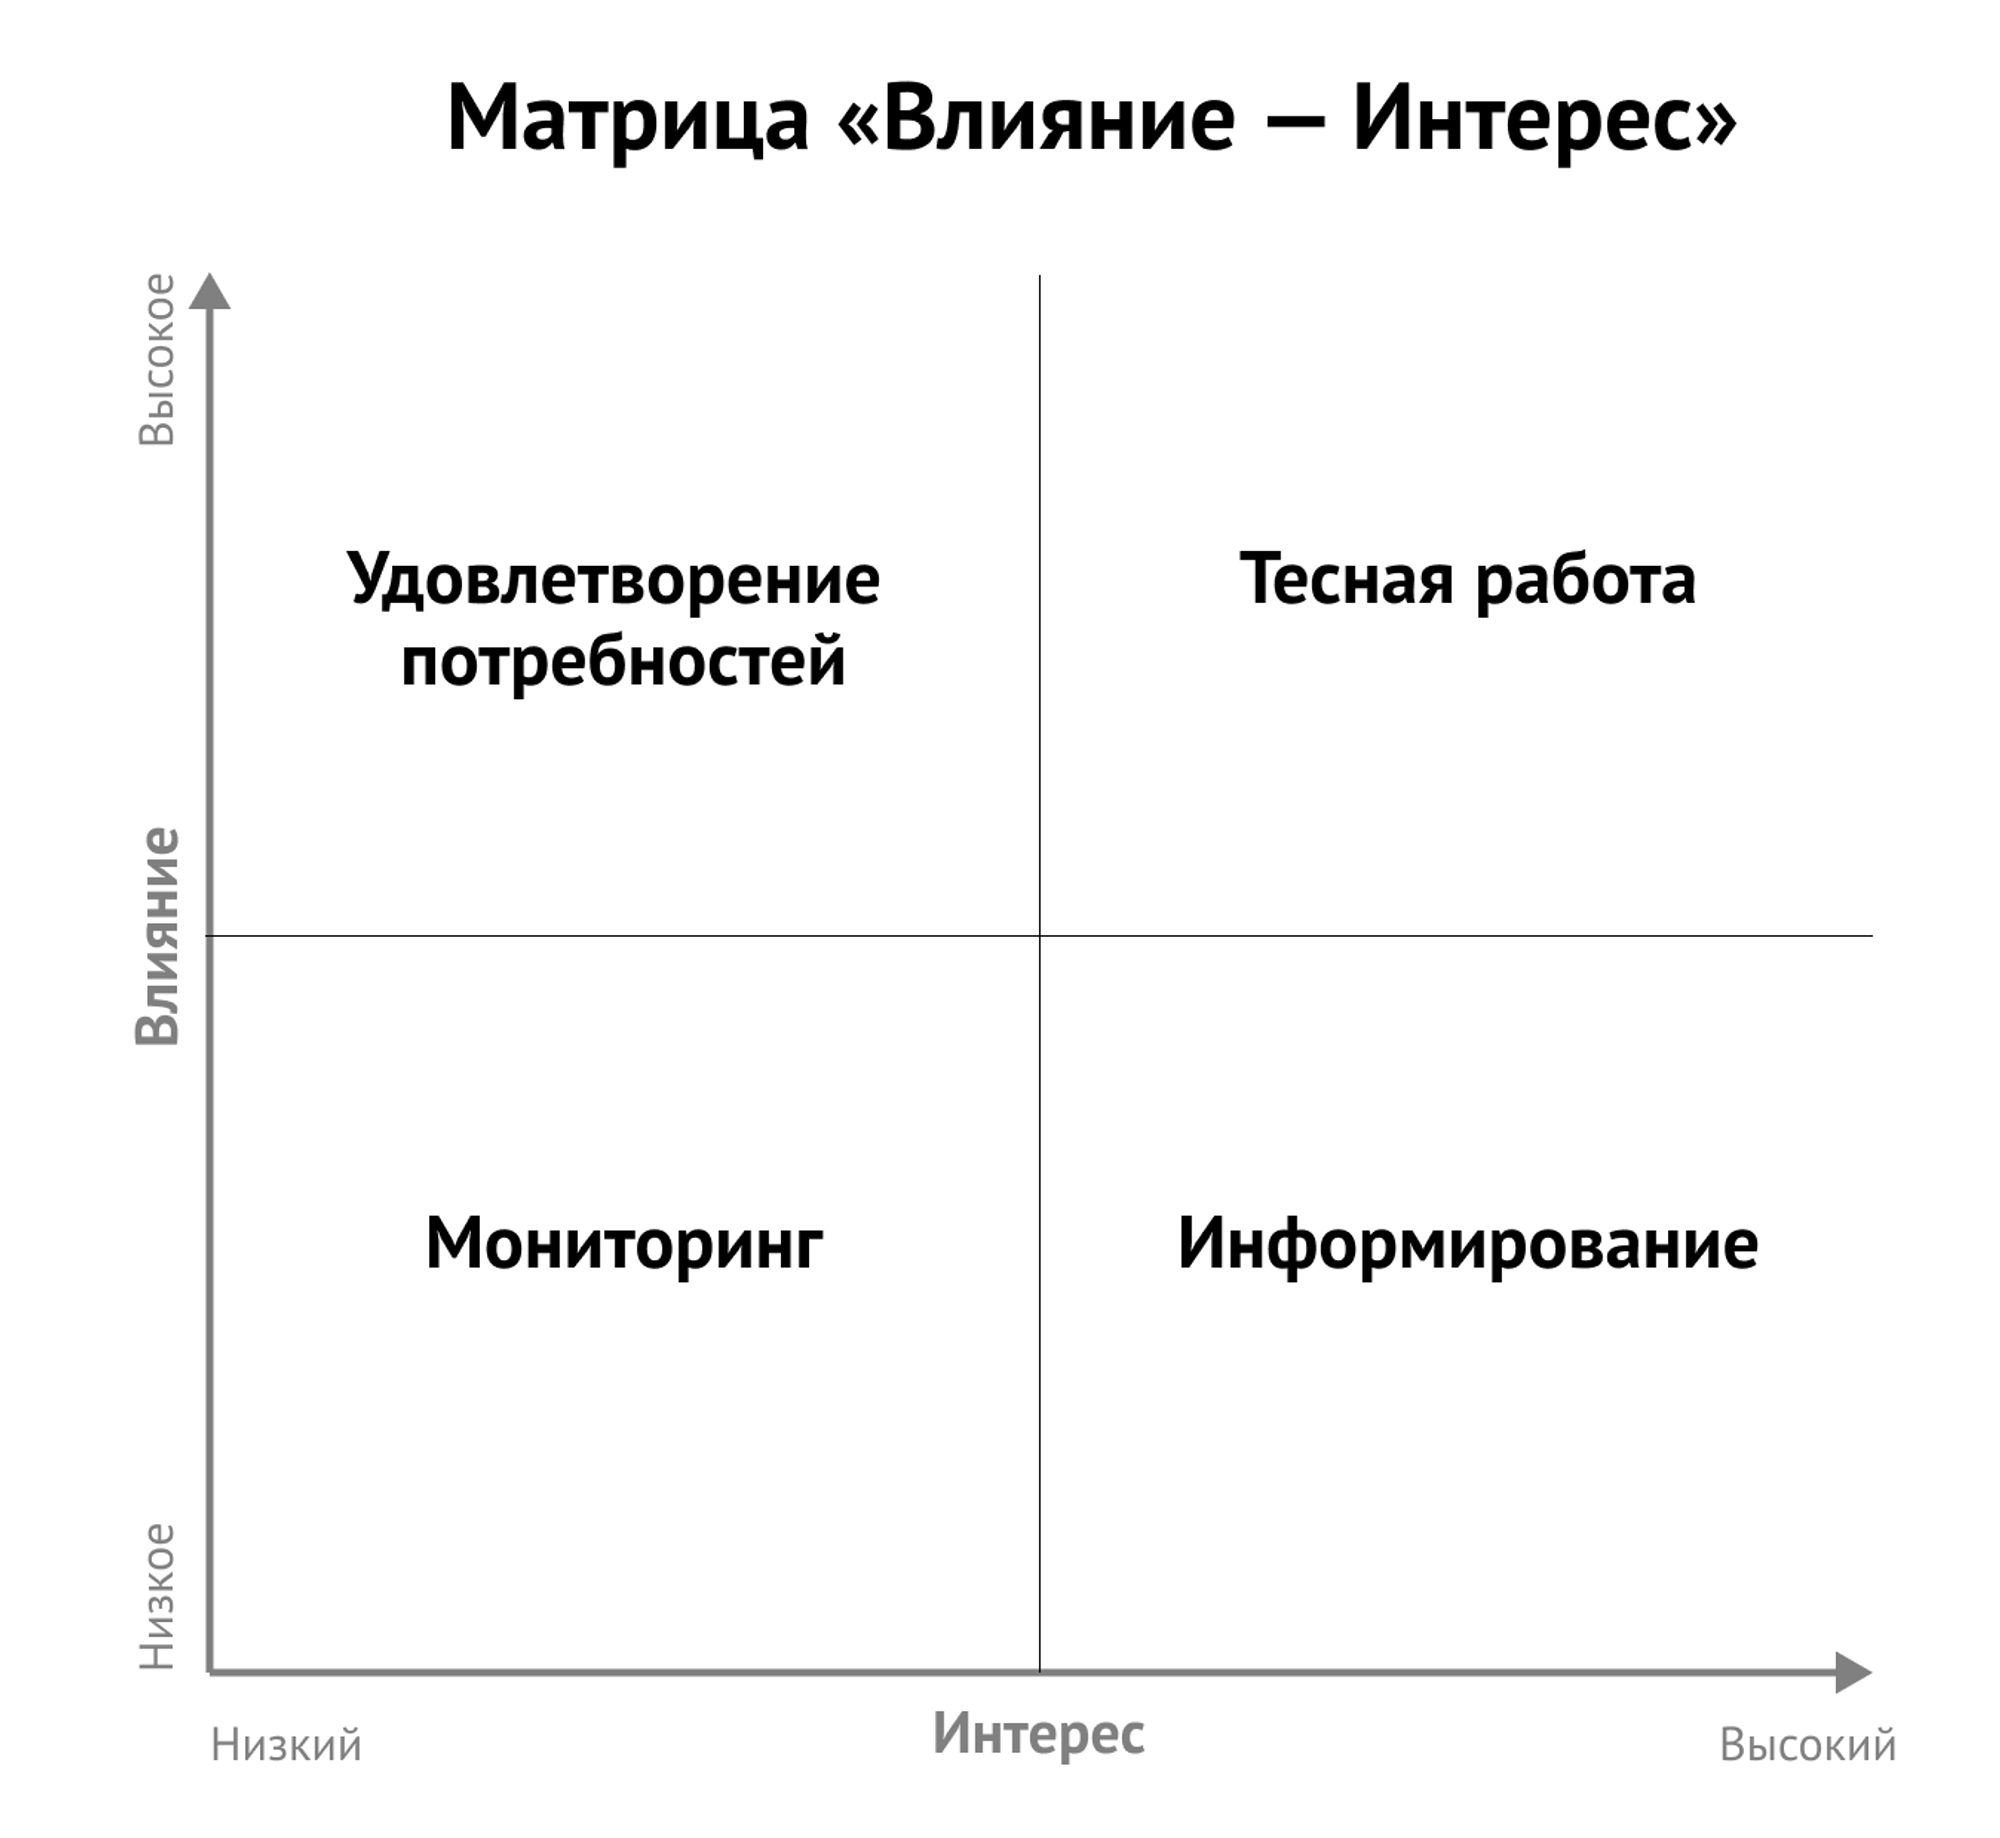 Матрица «Влияние — Интерес»
Высокое
Удовлетворение
потребностей
Тесная работа
Влияние
Мониторинг
Информирование
Низкое
Низкий
Интерес
Высокий